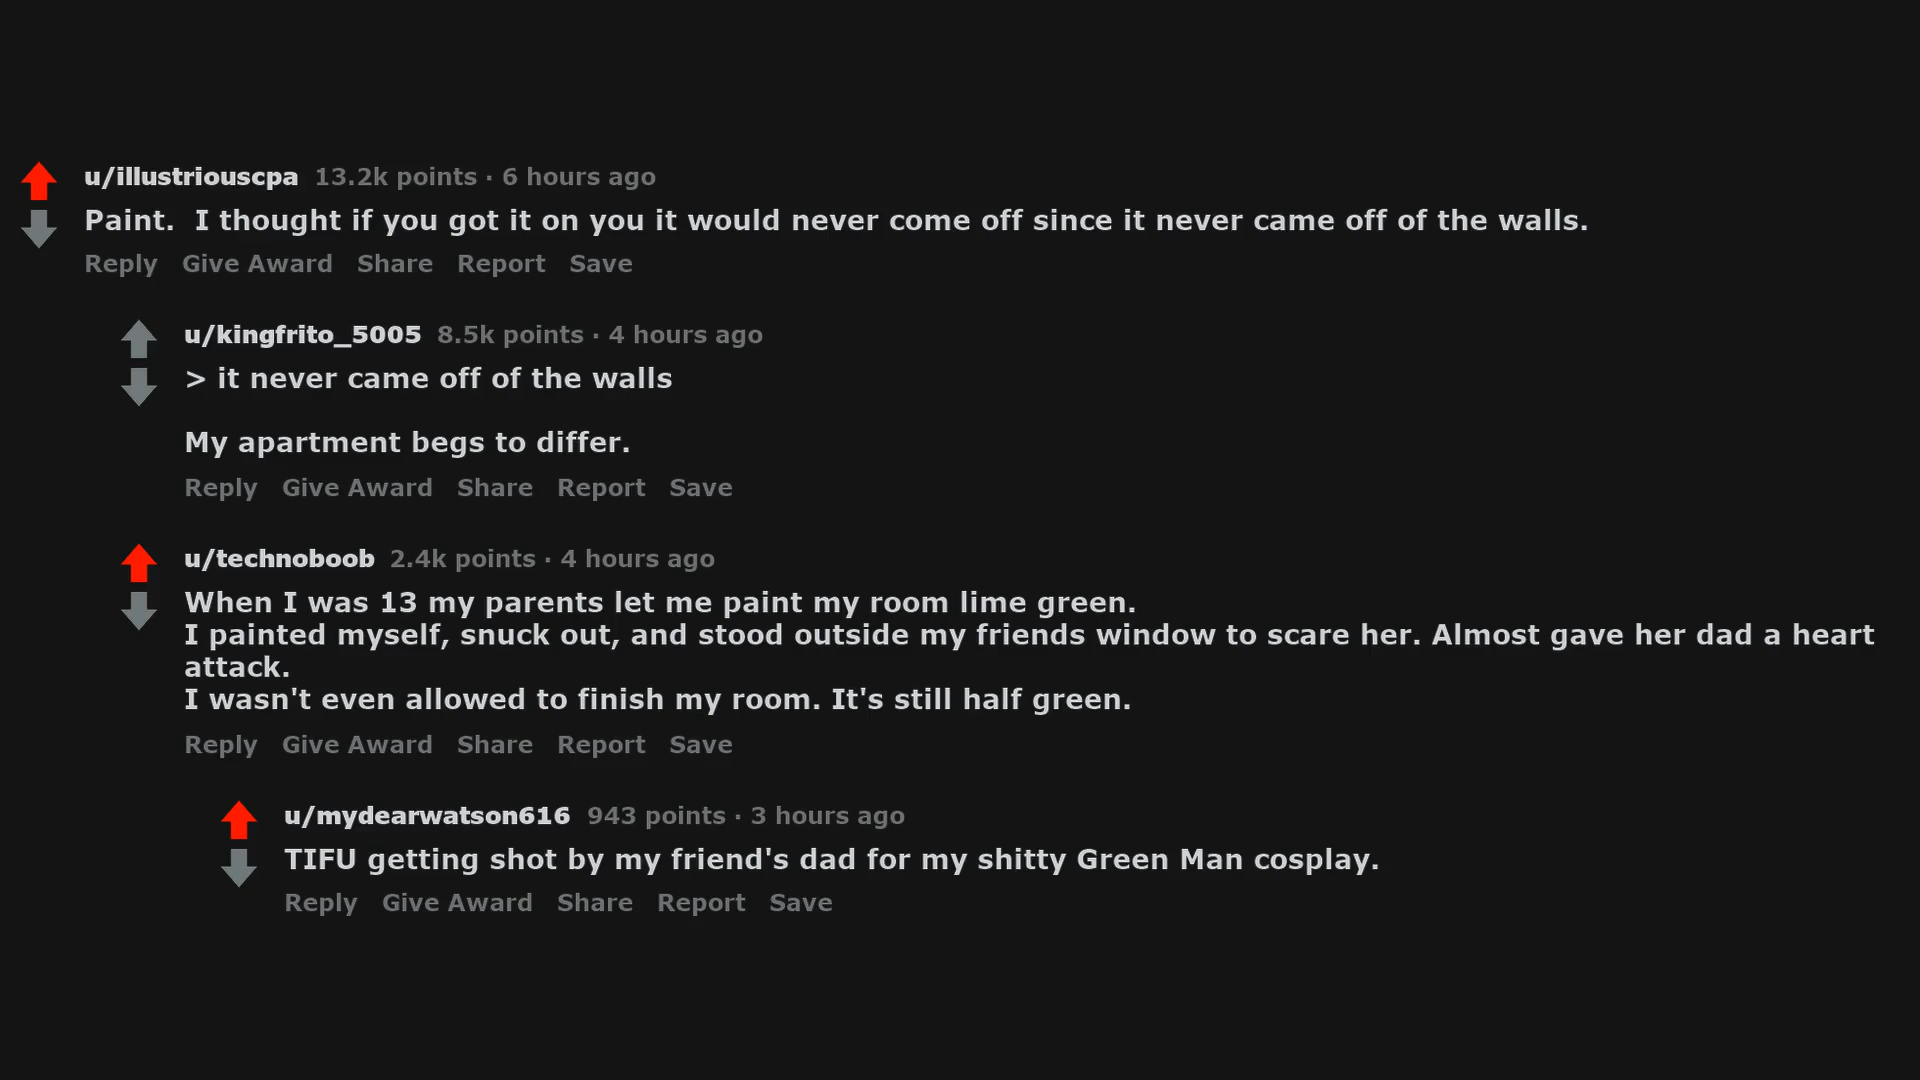 u/illustriouscpa 13.2k points · 6 hours ago
Paint.  I thought if you got it on you it would never come off since it never came off of the walls.
Reply Give Award Share Report Save
u/kingfrito_5005 8.5k points · 4 hours ago
> it never came off of the walls
My apartment begs to differ.
Reply Give Award Share Report Save
u/technoboob 2.4k points · 4 hours ago
When I was 13 my parents let me paint my room lime green.
I painted myself, snuck out, and stood outside my friends window to scare her. Almost gave her dad a heart
attack.
I wasn't even allowed to finish my room. It's still half green.
Reply Give Award Share Report Save
u/mydearwatson616 943 points · 3 hours ago
TIFU getting shot by my friend's dad for my shitty Green Man cosplay.
Reply Give Award Share Report Save